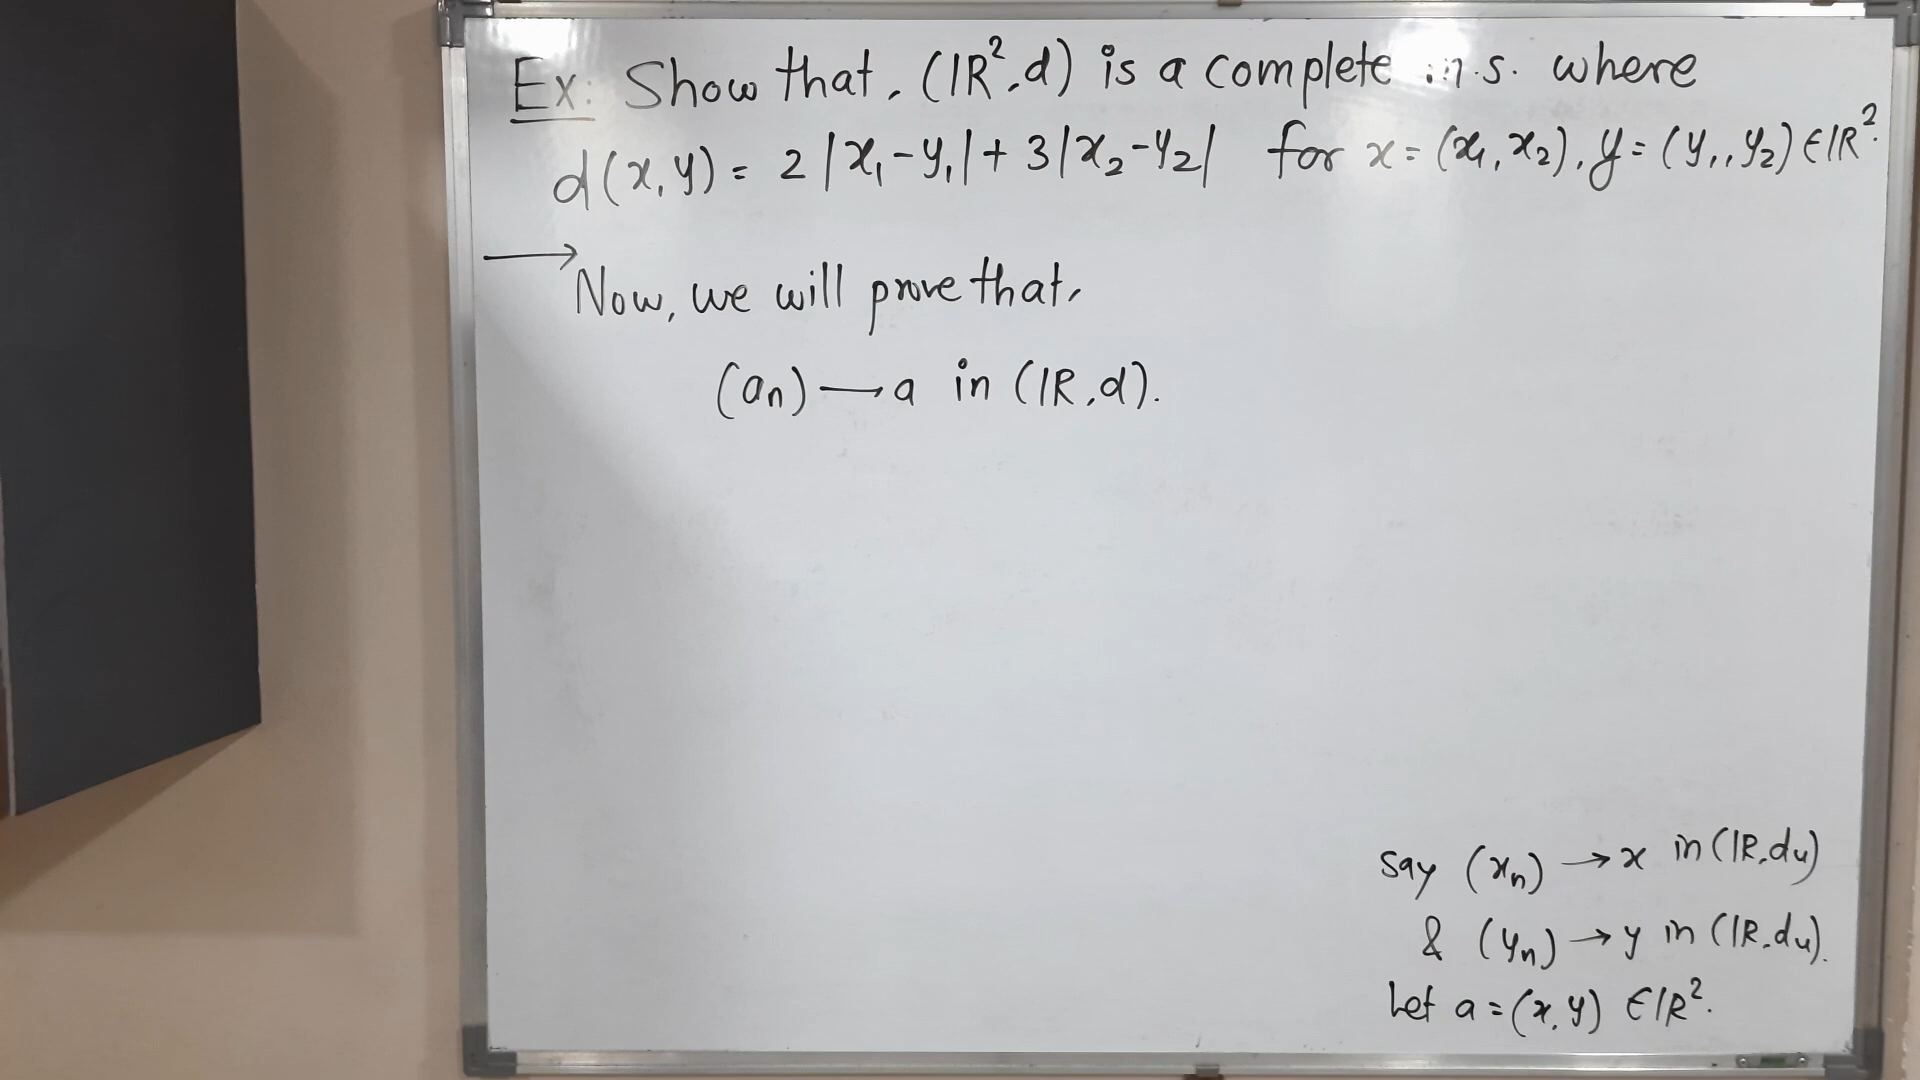 Ex: Show that, (ℝ², d) is a complete m.s. where
d(x, y) = 2|x₁-y₁| + 3|x₂-y₂| for x = (x₁, x₂), y = (y₁, y₂) ∈ ℝ².
→
Now, we will prove that,
(aₙ) → a in (ℝ, d).
say (xₙ) → x in (ℝ, dᵤ)
& (yₙ) → y in (ℝ, dᵤ).
Let a = (x, y) ∈ ℝ².